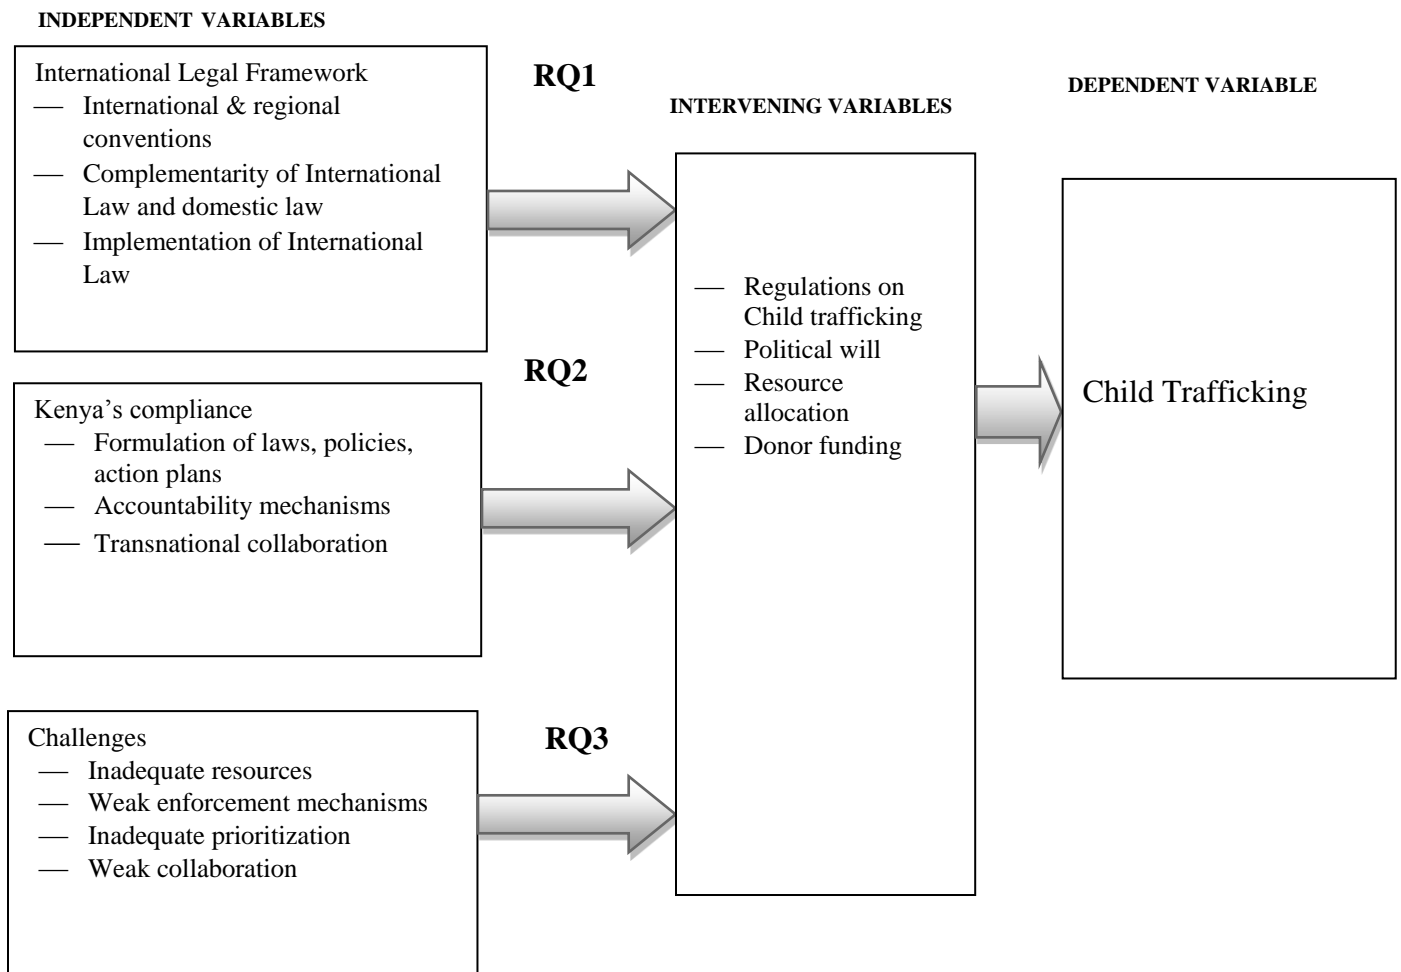 INDEPENDENT VARIABLES
International Legal Framework
— International & regional
conventions
— Complementarity of International
Law and domestic law
— Implementation of International
Law
RQ1
Kenya’s compliance
— Formulation of laws, policies,
action plans
— Accountability mechanisms
— Transnational collaboration
RQ2
Challenges
— Inadequate resources
— Weak enforcement mechanisms
— Inadequate prioritization
— Weak collaboration
RQ3
INTERVENING VARIABLES
— Regulations on
Child trafficking
— Political will
— Resource
allocation
— Donor funding
DEPENDENT VARIABLE
Child Trafficking